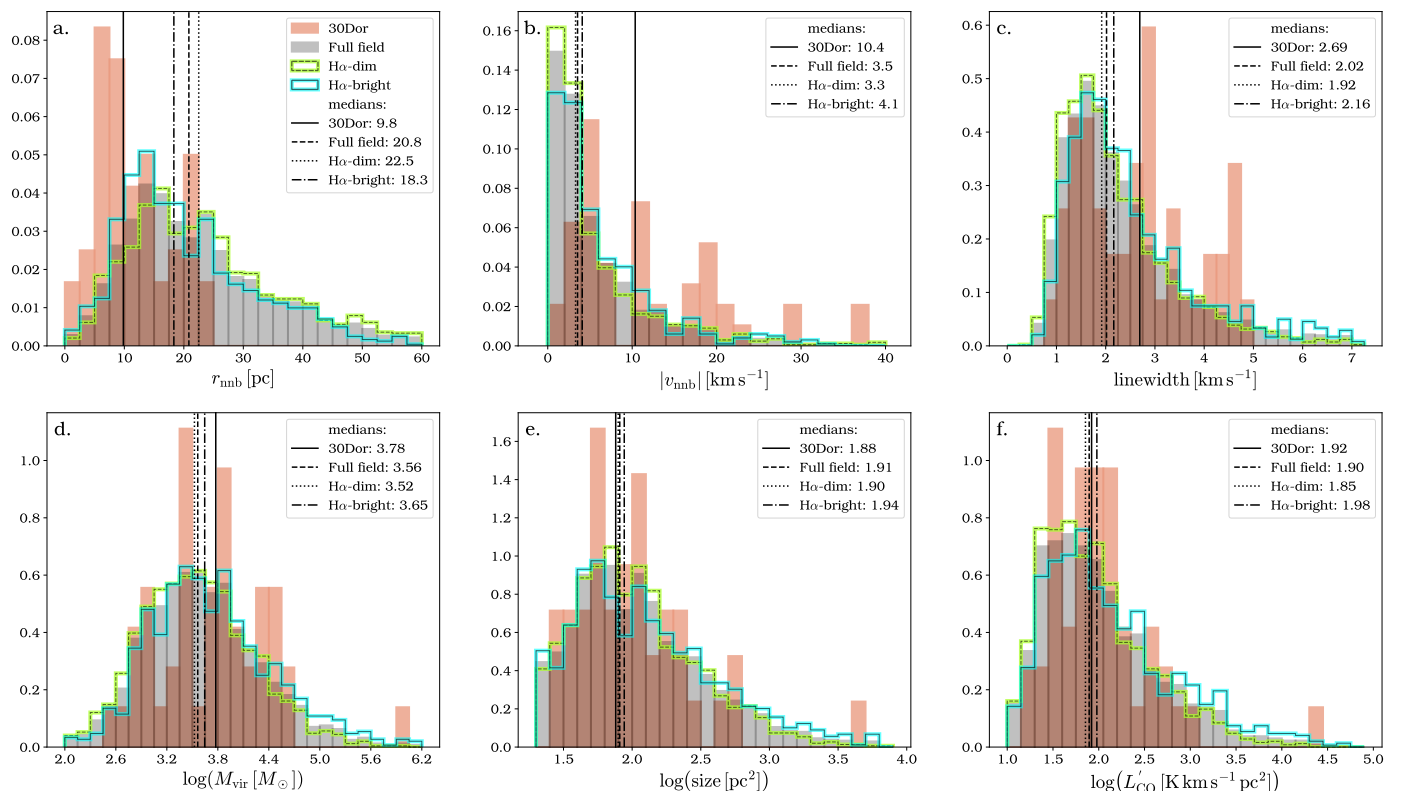 a.
30Dor
Full field
Hα-dim
Hα-bright
medians:
30Dor: 9.8
Full field: 20.8
Hα-dim: 22.5
Hα-bright: 18.3
0.08
0.07
0.06
0.05
0.04
0.03
0.02
0.01
0.00
0 10 20 30 40 50 60
r_nnb [pc]
b.
medians:
30Dor: 10.4
Full field: 3.5
Hα-dim: 3.3
Hα-bright: 4.1
0.16
0.14
0.12
0.10
0.08
0.06
0.04
0.02
0.00
0 10 20 30 40
|v_nnb| [km s⁻¹]
c.
medians:
30Dor: 2.69
Full field: 2.02
Hα-dim: 1.92
Hα-bright: 2.16
0.6
0.5
0.4
0.3
0.2
0.1
0.0
0 1 2 3 4 5 6 7
linewidth [km s⁻¹]
d.
medians:
30Dor: 3.78
Full field: 3.56
Hα-dim: 3.52
Hα-bright: 3.65
1.0
0.8
0.6
0.4
0.2
0.0
2.0 2.6 3.2 3.8 4.4 5.0 5.6 6.2
log(M_vir [M_⊙])
e.
medians:
30Dor: 1.88
Full field: 1.91
Hα-dim: 1.90
Hα-bright: 1.94
1.6
1.4
1.2
1.0
0.8
0.6
0.4
0.2
0.0
1.5 2.0 2.5 3.0 3.5 4.0
log(size [pc²])
f.
medians:
30Dor: 1.92
Full field: 1.90
Hα-dim: 1.85
Hα-bright: 1.98
1.0
0.8
0.6
0.4
0.2
0.0
1.0 1.5 2.0 2.5 3.0 3.5 4.0 4.5 5.0
log(L′_CO [K km s⁻¹ pc²])